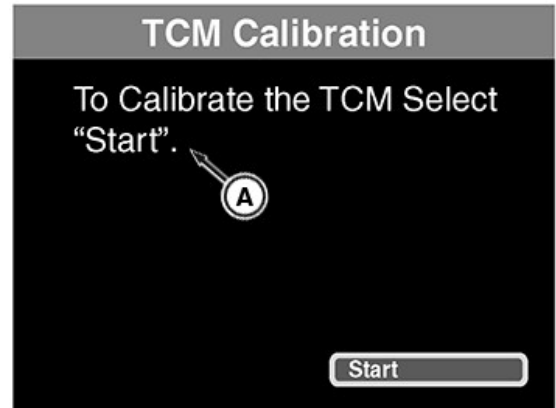 TCM Calibration
To Calibrate the TCM Select
“Start”.
A
Start